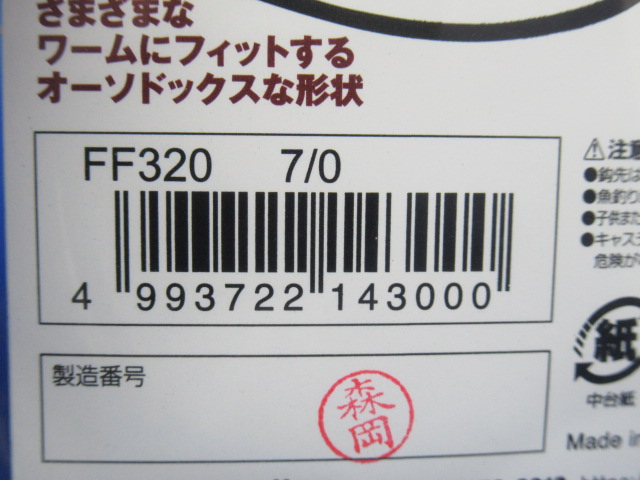 さまざまな
ワームにフィットする
オーソドックスな形状
FF320 7/0
4 993722 143000
製造番号
森岡
⚠注意
●鈎先は
●魚釣り
●子供また
●キャス
危険が
紙
中台紙
Made in